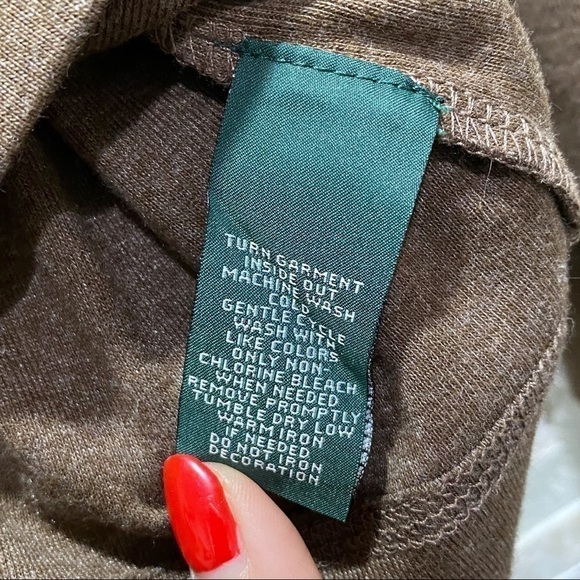 TURN GARMENT
INSIDE OUT
MACHINE WASH
COLD
GENTLE CYCLE
WASH WITH
LIKE COLORS
ONLY NON-
CHLORINE BLEACH
WHEN NEEDED
REMOVE PROMPTLY
TUMBLE DRY LOW
WARM IRON
IF NEEDED
DO NOT IRON
DECORATION